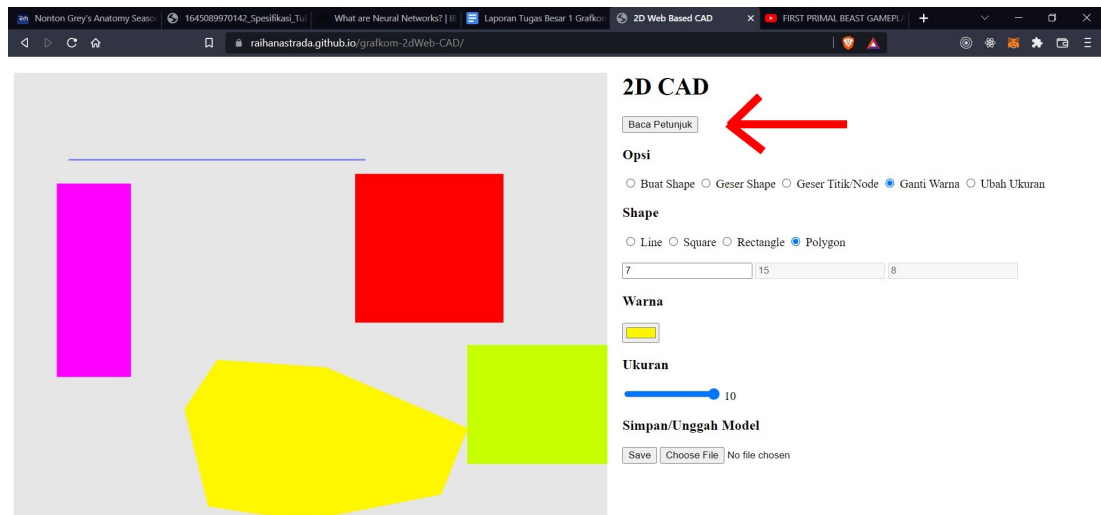 Nonton Grey's Anatomy Seaso
1645089970142_Spesifikasi_Tu
What are Neural Networks? | IB
Laporan Tugas Besar 1 Grafkon
2D Web Based CAD
FIRST PRIMAL BEAST GAMEPL
raihanastrada.github.io/grafkom-2dWeb-CAD/
2D CAD
Baca Petunjuk
Opsi
Buat Shape Geser Shape Geser Titik/Node Ganti Warna Ubah Ukuran
Shape
Line Square Rectangle Polygon
7 15 8
Warna
Ukuran
10
Simpan/Unggah Model
Save Choose File No file chosen